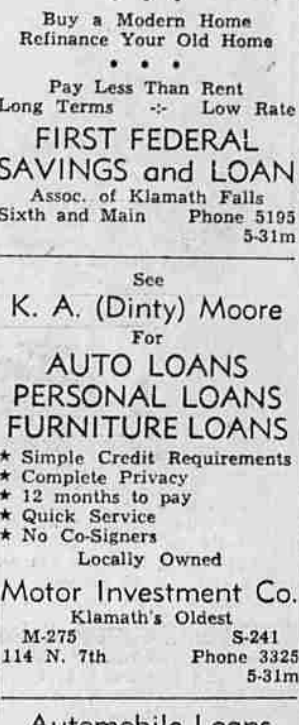 Buy a Modern Home
Refinance Your Old Home
• • •
Pay Less Than Rent
Long Terms -:- Low Rate
FIRST FEDERAL
SAVINGS and LOAN
Assoc. of Klamath Falls
Sixth and Main Phone 5195
5-31m
See
K. A. (Dinty) Moore
For
AUTO LOANS
PERSONAL LOANS
FURNITURE LOANS
★ Simple Credit Requirements
★ Complete Privacy
★ 12 months to pay
★ Quick Service
★ No Co-Signers
Locally Owned
Motor Investment Co.
Klamath's Oldest
M-275 S-241
114 N. 7th Phone 3325
5-31m
Automobile Loans